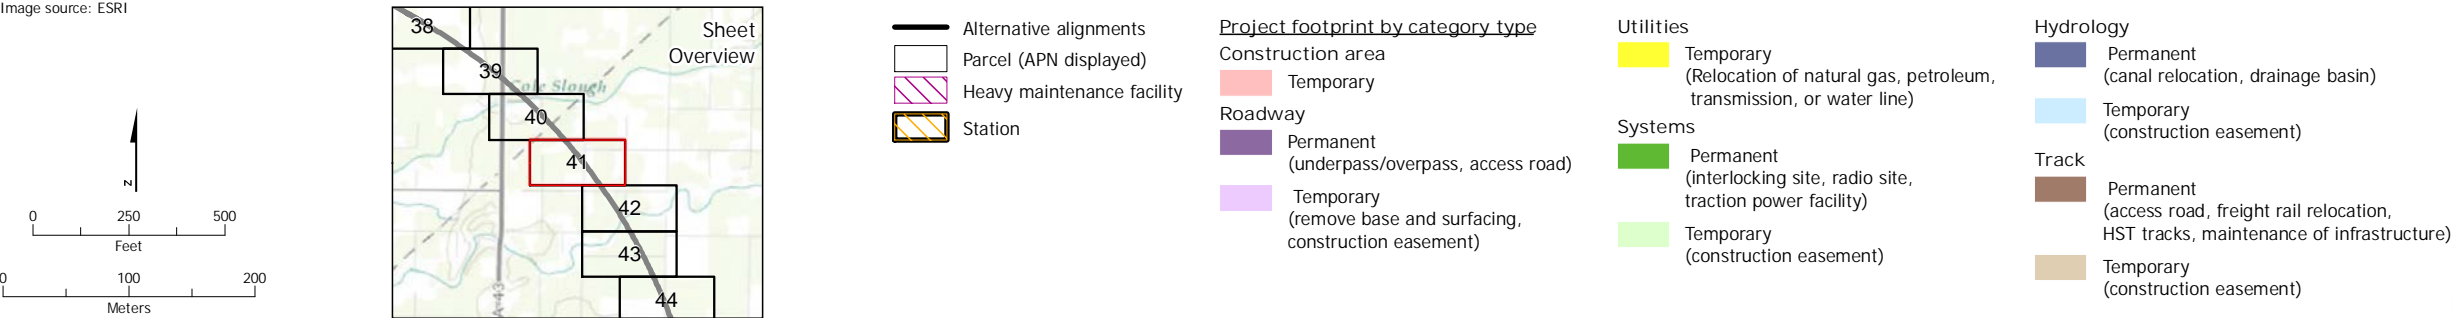 Image source: ESRI
N
0 250 500
Feet
0 100 200
Meters
Sheet
Overview
38
39
Cole Slough
40
41
42
43
44
A-43
Alternative alignments
Parcel (APN displayed)
Heavy maintenance facility
Station
Project footprint by category type
Construction area
Temporary
Roadway
Permanent
(underpass/overpass, access road)
Temporary
(remove base and surfacing,
construction easement)
Utilities
Temporary
(Relocation of natural gas, petroleum,
transmission, or water line)
Systems
Permanent
(interlocking site, radio site,
traction power facility)
Temporary
(construction easement)
Hydrology
Permanent
(canal relocation, drainage basin)
Temporary
(construction easement)
Track
Permanent
(access road, freight rail relocation,
HST tracks, maintenance of infrastructure)
Temporary
(construction easement)